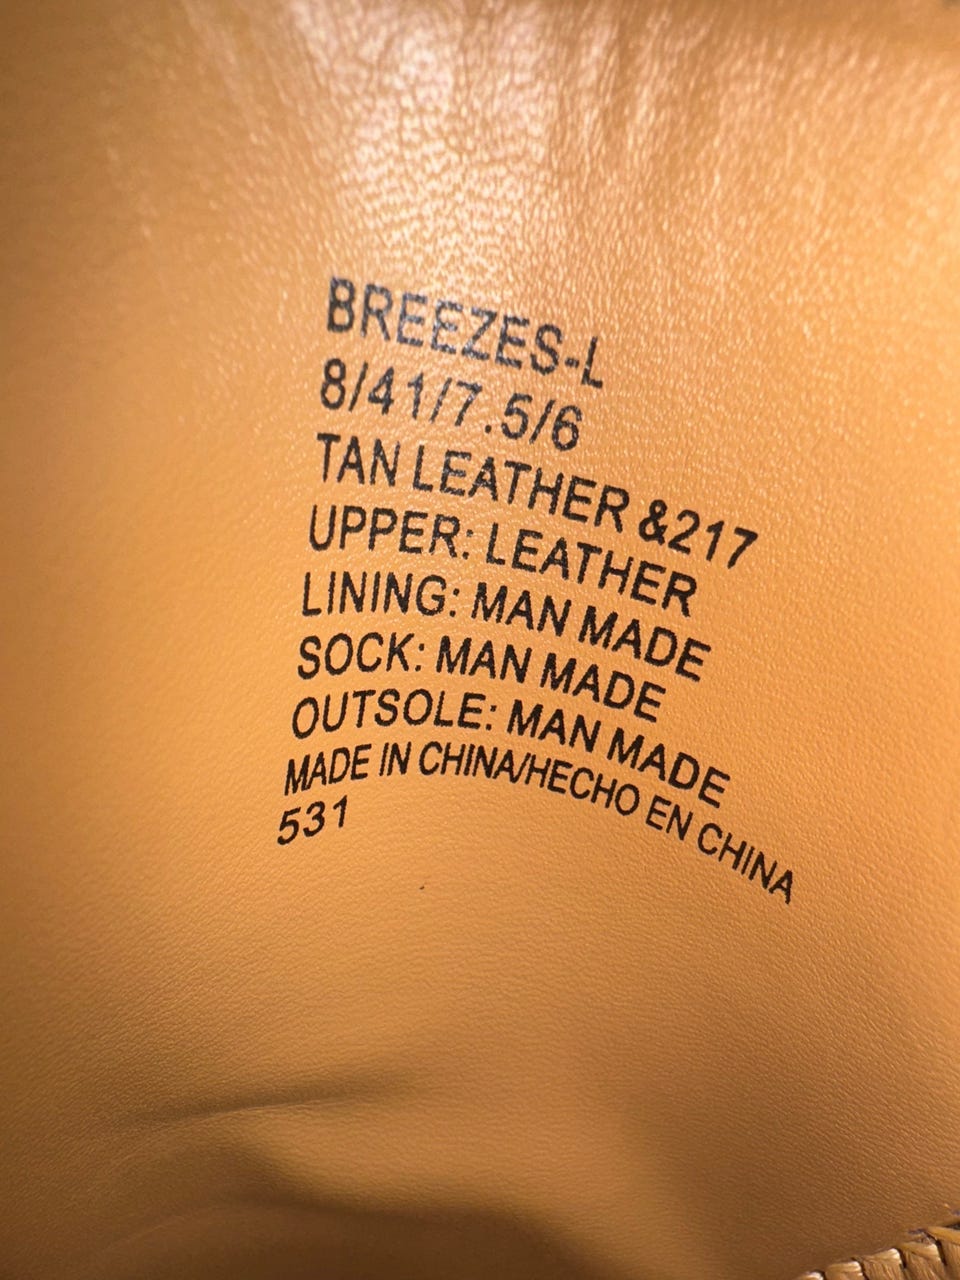 BREEZES-L
8/41/7.5/6
TAN LEATHER &217
UPPER: LEATHER
LINING: MAN MADE
SOCK: MAN MADE
OUTSOLE: MAN MADE
MADE IN CHINA/HECHO EN CHINA
531